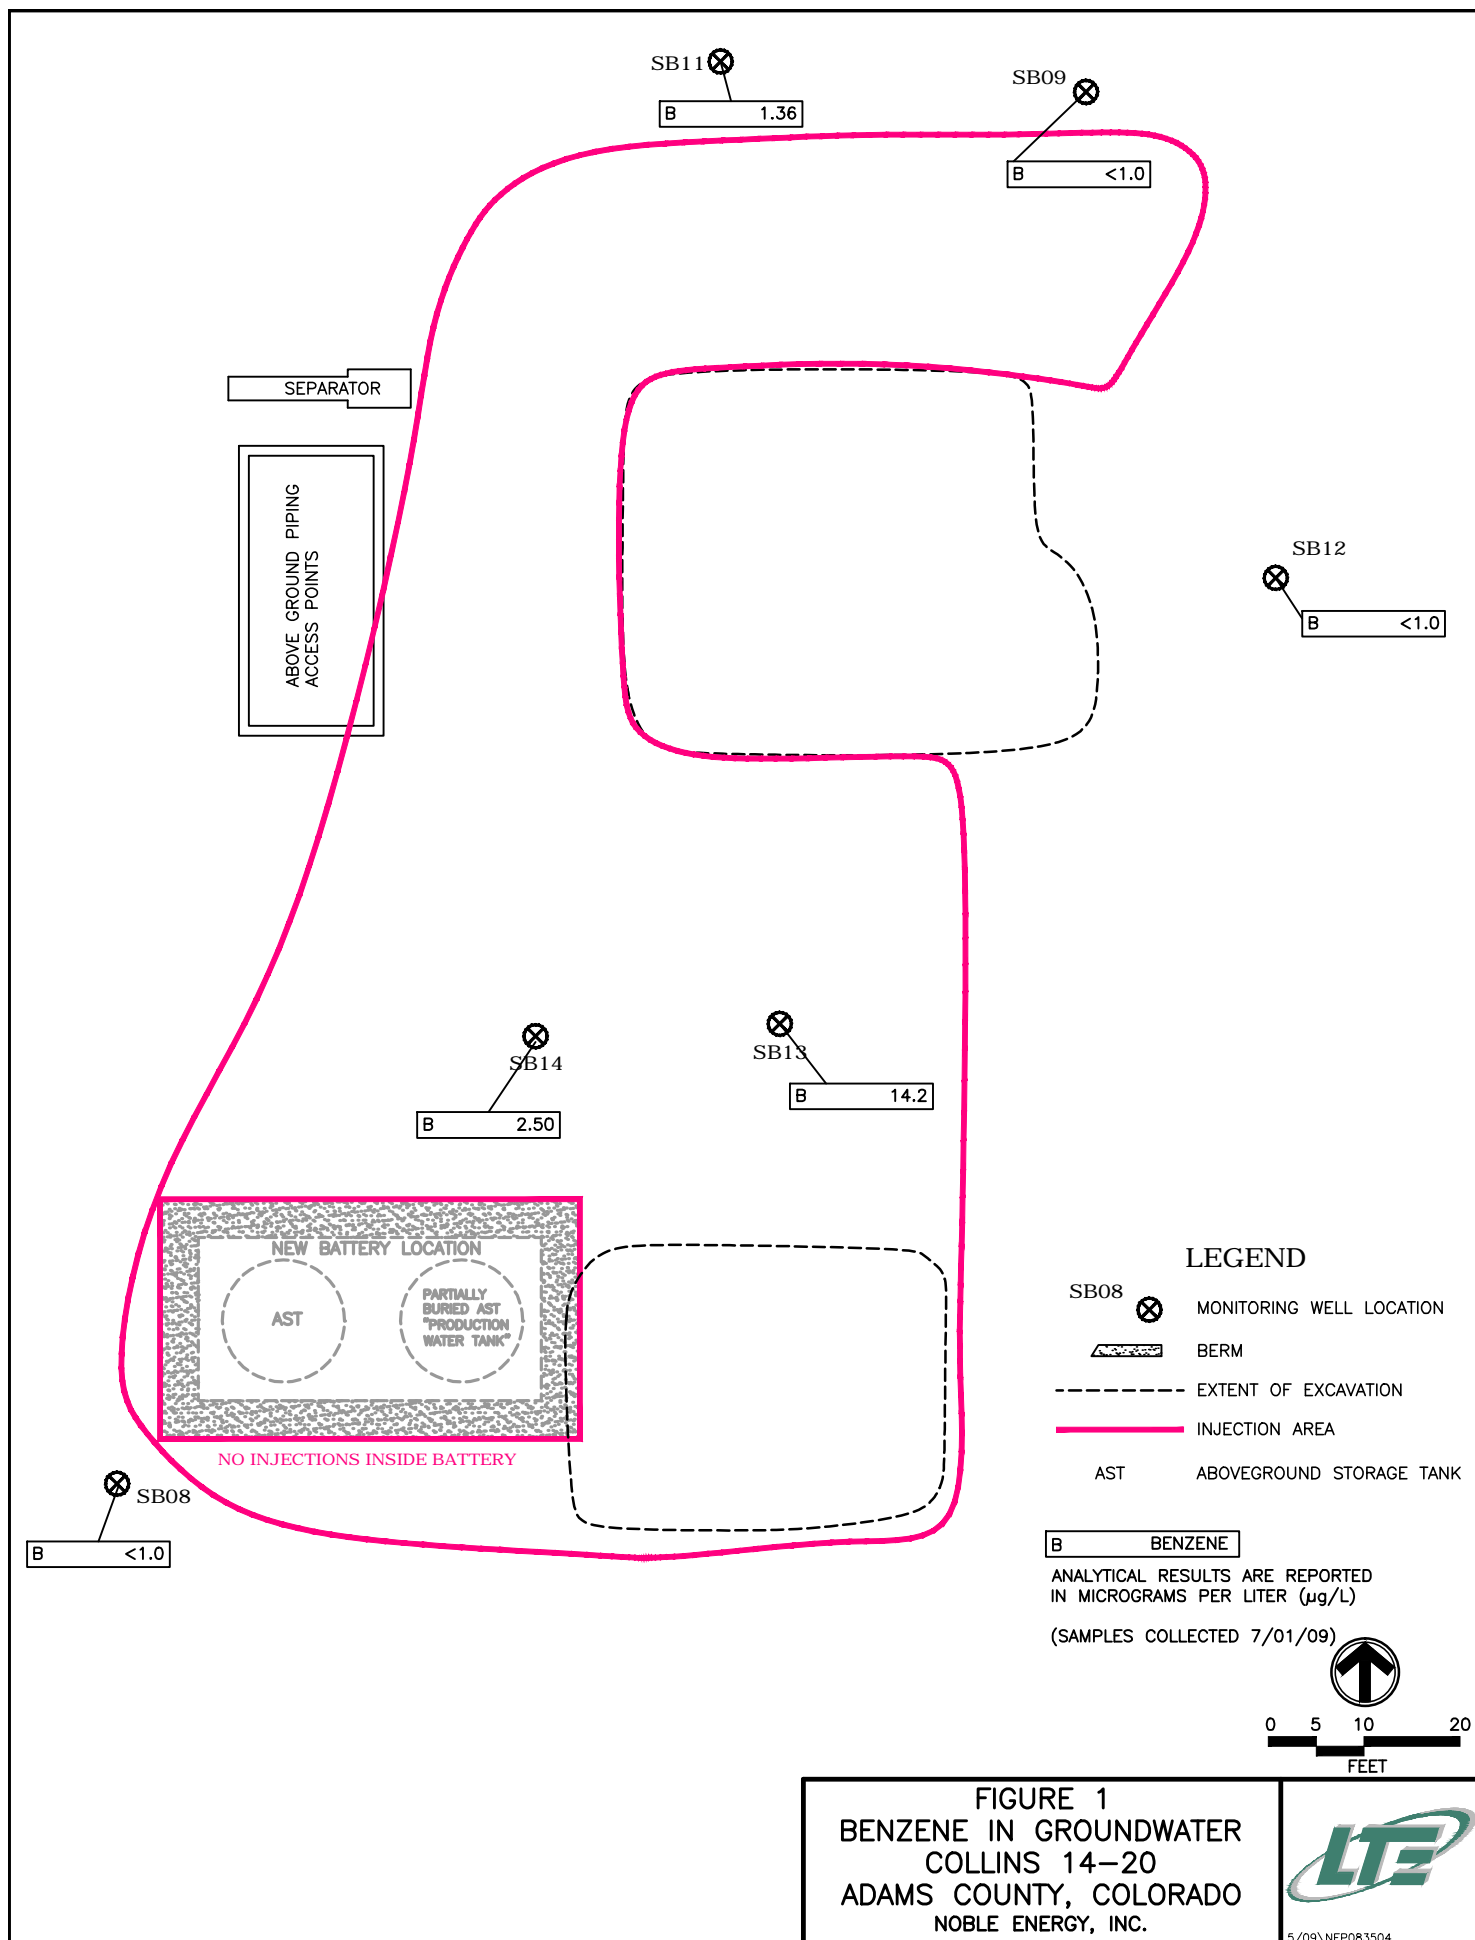 SB11
B 1.36
SB09
B <1.0
SEPARATOR
ABOVE GROUND PIPING
ACCESS POINTS
SB12
B <1.0
SB14
B 2.50
SB13
B 14.2
NEW BATTERY LOCATION
AST
PARTIALLY
BURIED AST
"PRODUCTION
WATER TANK"
NO INJECTIONS INSIDE BATTERY
SB08
B <1.0
LEGEND
SB08
MONITORING WELL LOCATION
BERM
EXTENT OF EXCAVATION
INJECTION AREA
AST ABOVEGROUND STORAGE TANK
B BENZENE
ANALYTICAL RESULTS ARE REPORTED
IN MICROGRAMS PER LITER (µg/L)
(SAMPLES COLLECTED 7/01/09)
0 5 10 20
FEET
FIGURE 1
BENZENE IN GROUNDWATER
COLLINS 14-20
ADAMS COUNTY, COLORADO
NOBLE ENERGY, INC.
LTE
5/09\NEP083504